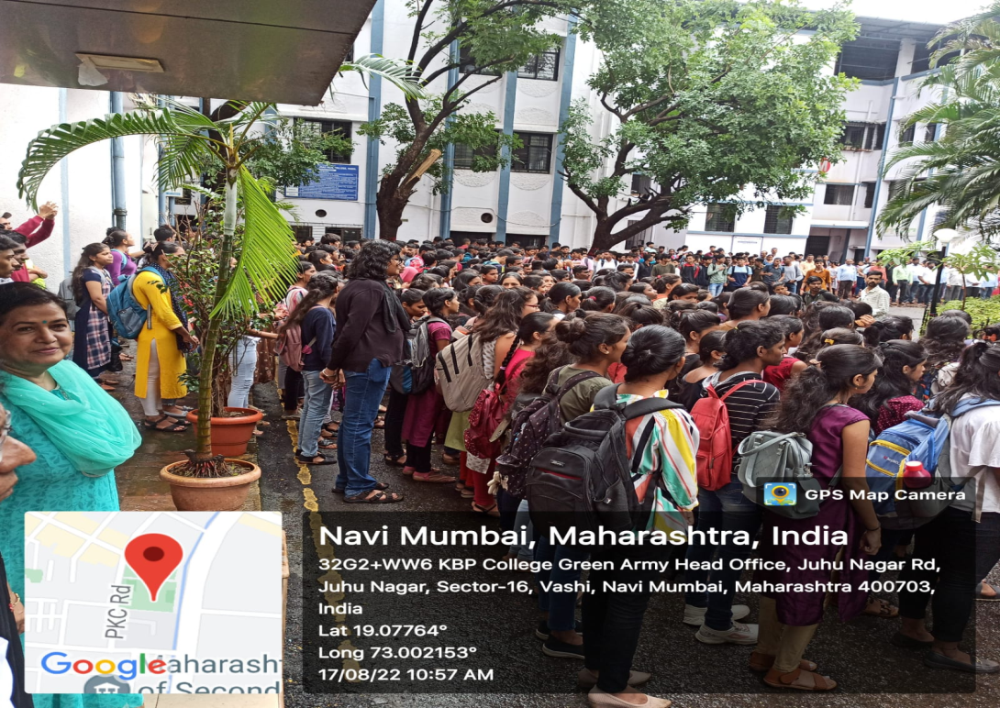 GPS Map Camera
Navi Mumbai, Maharashtra, India
32G2+WW6 KBP College Green Army Head Office, Juhu Nagar Rd,
Juhu Nagar, Sector-16, Vashi, Navi Mumbai, Maharashtra 400703,
India
Lat 19.07764°
Long 73.002153°
17/08/22 10:57 AM
PKC Rd
Google
aharasht
of Second